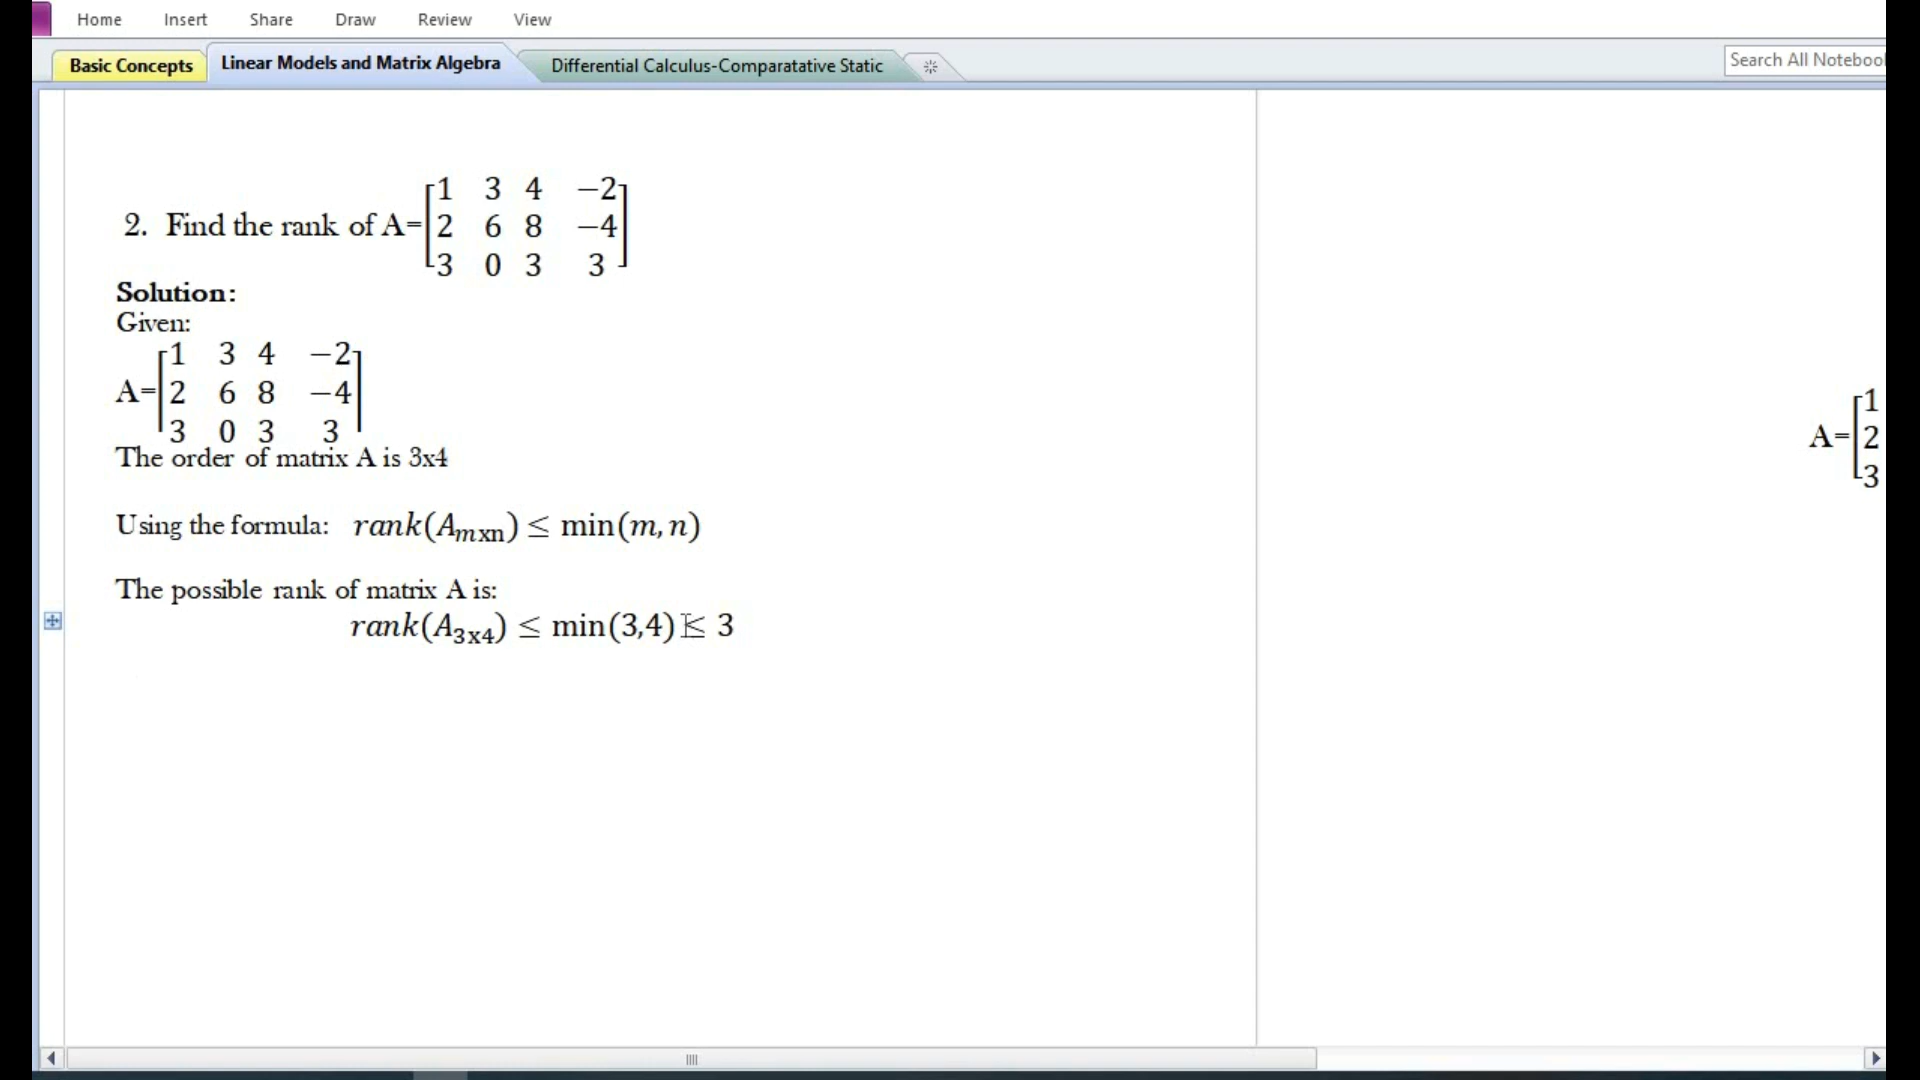 Home Insert Share Draw Review View
Basic Concepts Linear Models and Matrix Algebra Differential Calculus-Comparatative Static
Search All Noteboo
1 3 4 −2
2. Find the rank of A= 2 6 8 −4
3 0 3 3
Solution:
Given:
1 3 4 −2
A= 2 6 8 −4
3 0 3 3
The order of matrix A is 3x4
1
A= 2
3
Using the formula: rank(Amxn) ≤ min(m, n)
The possible rank of matrix A is:
rank(A3x4) ≤ min(3,4) ≤ 3